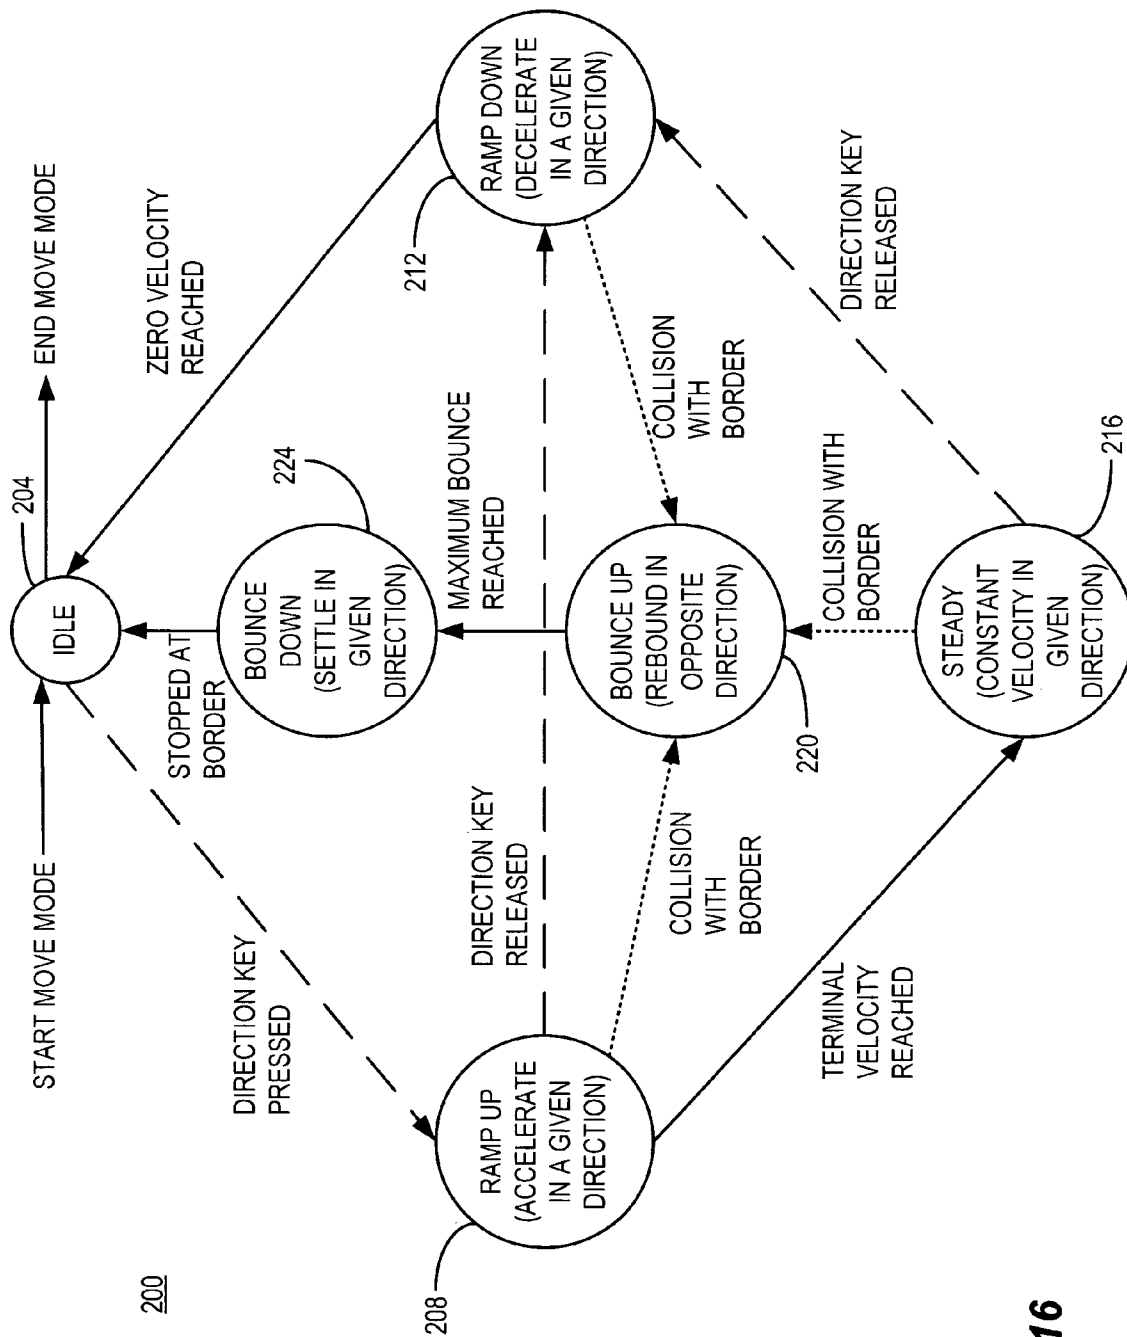 200
START MOVE MODE
204
END MOVE MODE
IDLE
DIRECTION KEY
PRESSED
STOPPED AT
BORDER
ZERO VELOCITY
REACHED
224
BOUNCE
DOWN
(SETTLE IN
GIVEN
DIRECTION)
212
208
RAMP UP
(ACCELERATE
IN A GIVEN
DIRECTION)
DIRECTION KEY
RELEASED
MAXIMUM BOUNCE
REACHED
RAMP DOWN
(DECELERATE
IN A GIVEN
DIRECTION)
COLLISION
WITH
BORDER
BOUNCE UP
(REBOUND IN
OPPOSITE
DIRECTION)
220
COLLISION
WITH
BORDER
TERMINAL
VELOCITY
REACHED
COLLISION WITH
BORDER
DIRECTION KEY
RELEASED
STEADY
(CONSTANT
VELOCITY IN
GIVEN
DIRECTION)
216
16